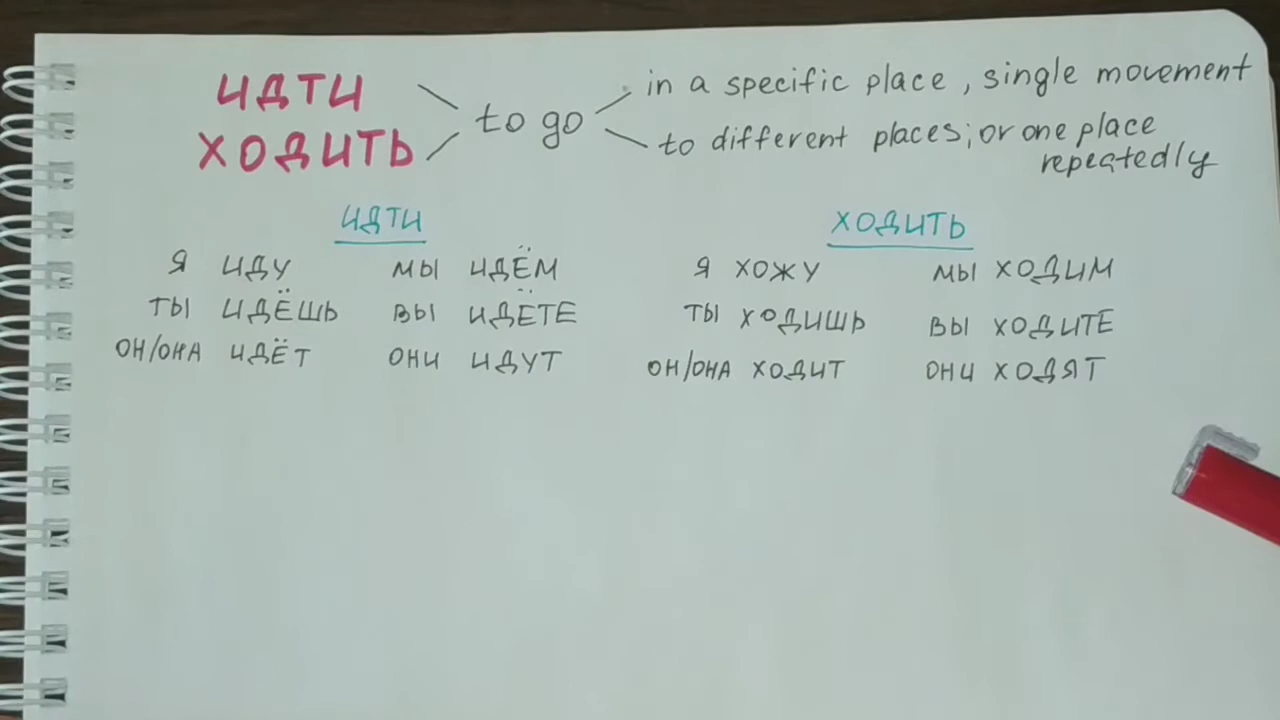 ИДТИ
ХОДИТЬ
to go
in a specific place, single movement
to different places; or one place
repeatedly
ИДТИ
Я ИДУ МЫ ИДЁМ
ТЫ ИДЁШЬ ВЫ ИДЁТЕ
ОН/ОНА ИДЁТ ОНИ ИДУТ
ХОДИТЬ
Я ХОЖУ МЫ ХОДИМ
ТЫ ХОДИШЬ ВЫ ХОДИТЕ
ОН/ОНА ХОДИТ ОНИ ХОДЯТ